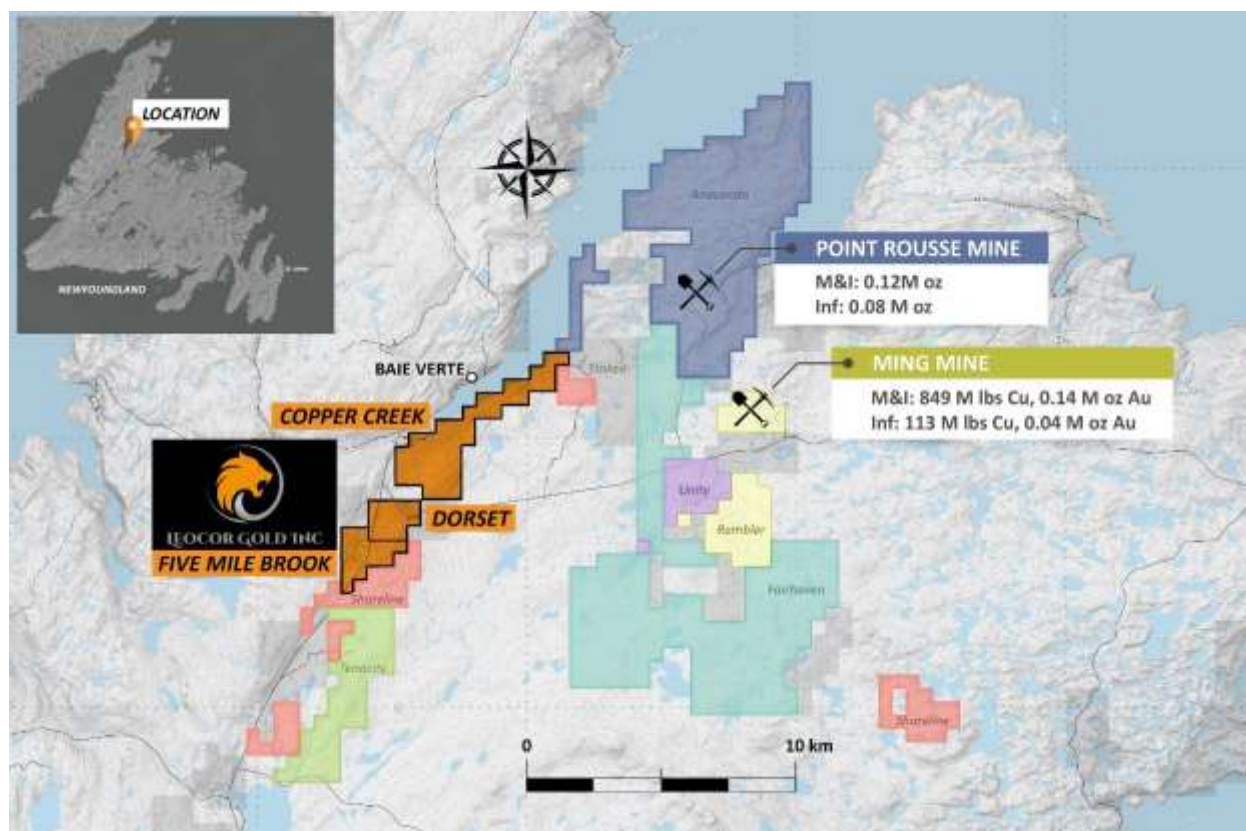 LOCATION
NEWFOUNDLAND
Anaconda
POINT ROUSSE MINE
M&I: 0.12M oz
Inf: 0.08 M oz
BAIE VERTE
Staked
MING MINE
M&I: 849 M lbs Cu, 0.14 M oz Au
Inf: 113 M lbs Cu, 0.04 M oz Au
COPPER CREEK
LEOCOR GOLD INC
DORSET
FIVE MILE BROOK
Unity
Rambler
Shoreline
Fairhaven
Tenacity
Shoreline
0
10 km